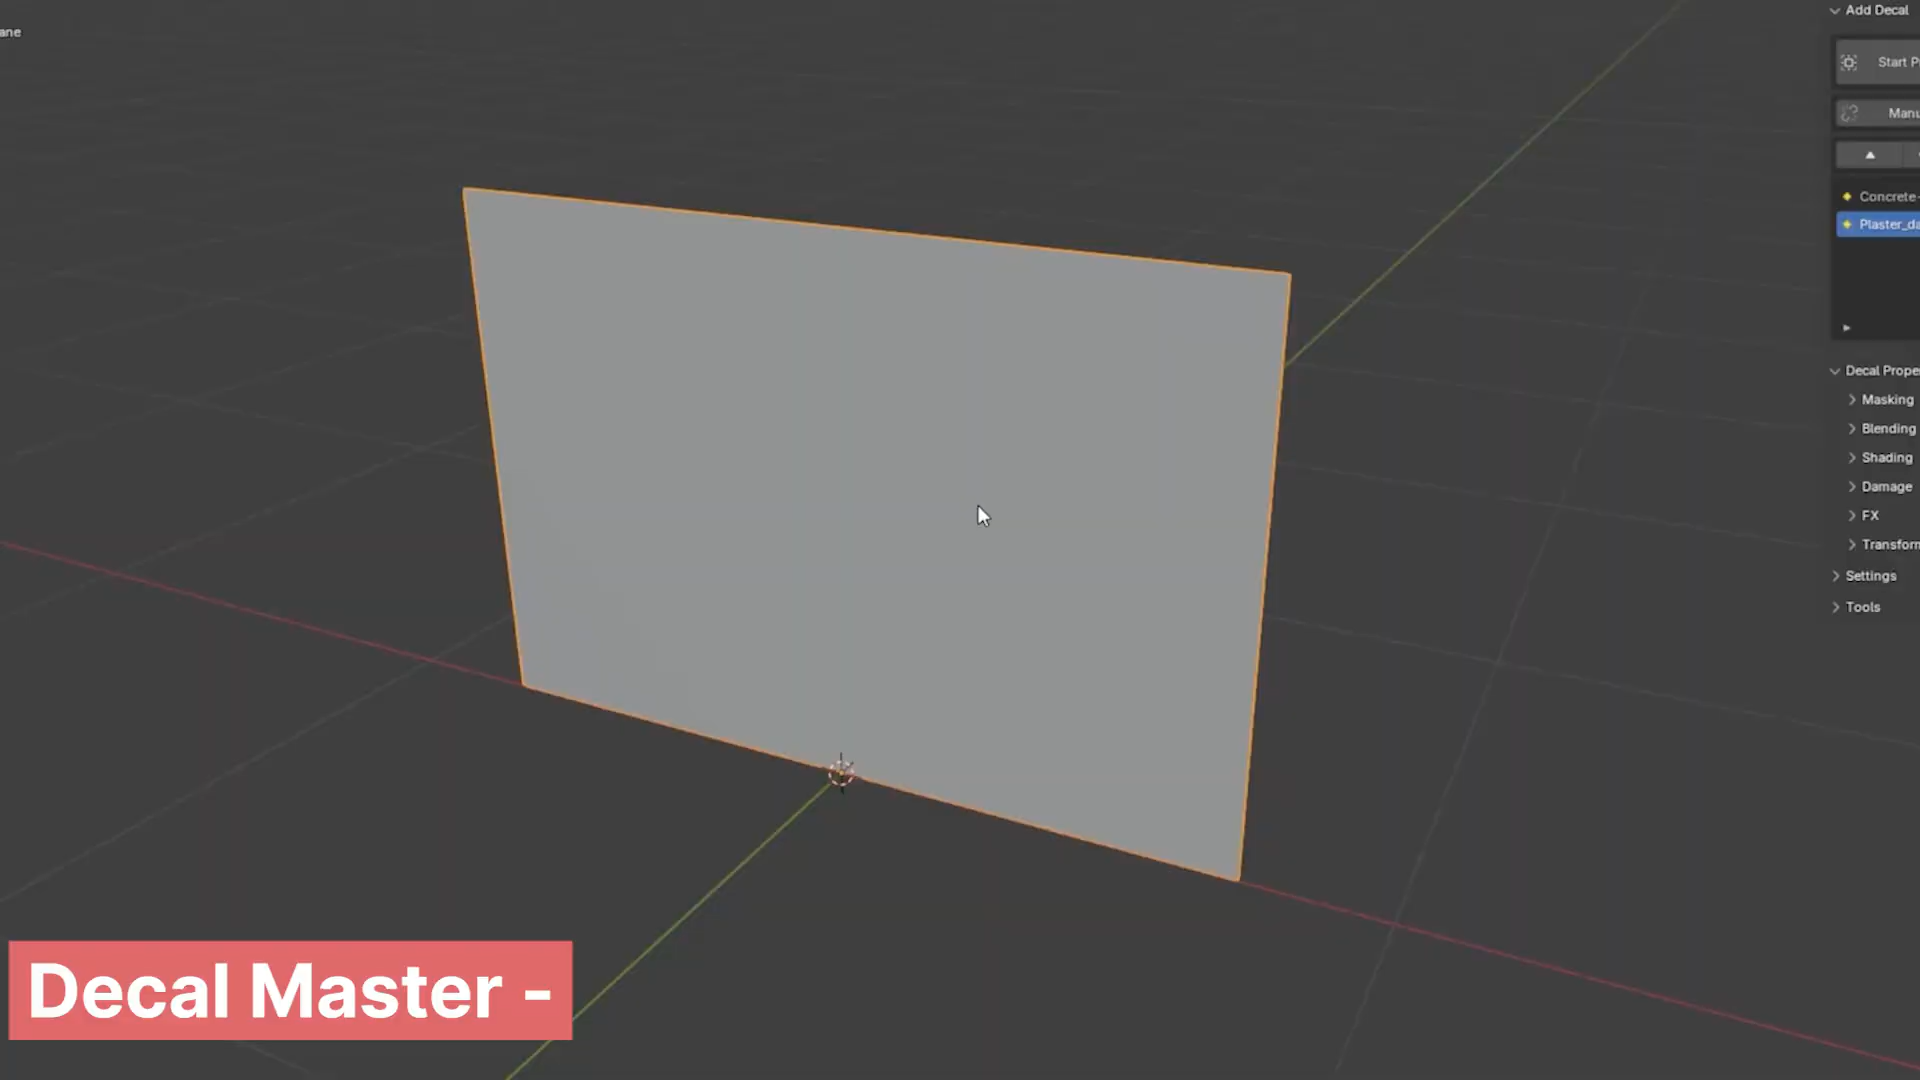 ane
Add Decal
Start P
Manu
Concrete-
Plaster_da
Decal Prope
Masking
Blending
Shading
Damage
FX
Transform
Settings
Tools
Decal Master -